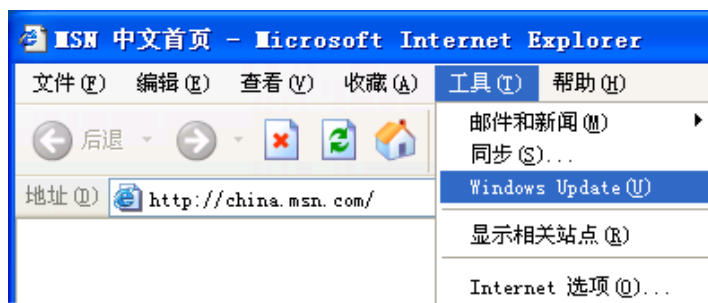 MSN 中文首页 - Microsoft Internet Explorer
文件(F) 编辑(E) 查看(V) 收藏(A) 工具(T) 帮助(H)
后退
邮件和新闻(M)
同步(S)...
地址(D) http://china.msn.com/
Windows Update(U)
显示相关站点(R)
Internet 选项(O)...